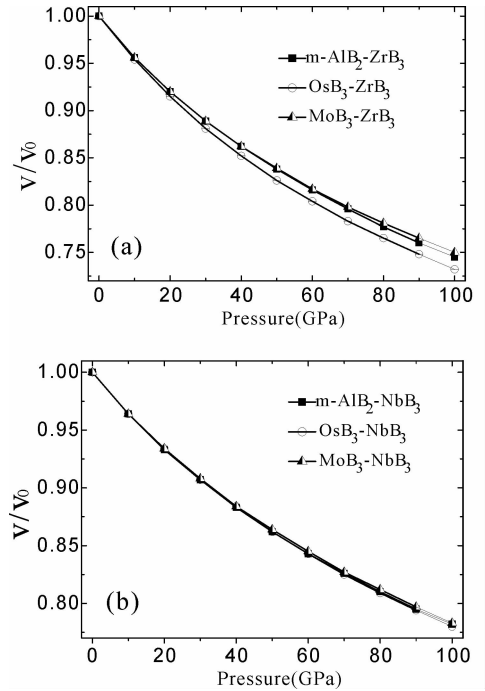 1.00
0.95
0.90
0.85
0.80
0.75
V/V0
m-AlB2-ZrB3
OsB3-ZrB3
MoB3-ZrB3
(a)
0 20 40 60 80 100
Pressure(GPa)
1.00
0.95
0.90
0.85
0.80
V/V0
m-AlB2-NbB3
OsB3-NbB3
MoB3-NbB3
(b)
0 20 40 60 80 100
Pressure(GPa)